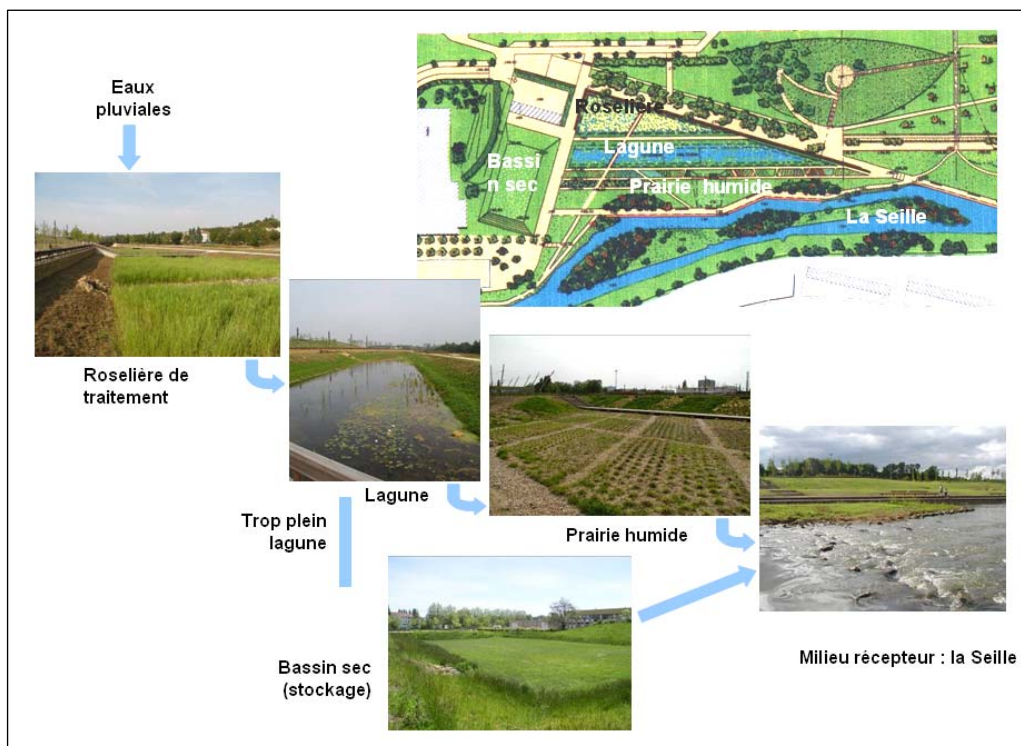 Eaux
pluviales
Roselière
Lagune
Bassi
n sec
Prairie humide
La Seille
Roselière de
traitement
Lagune
Trop plein
lagune
Prairie humide
Bassin sec
(stockage)
Milieu récepteur : la Seille